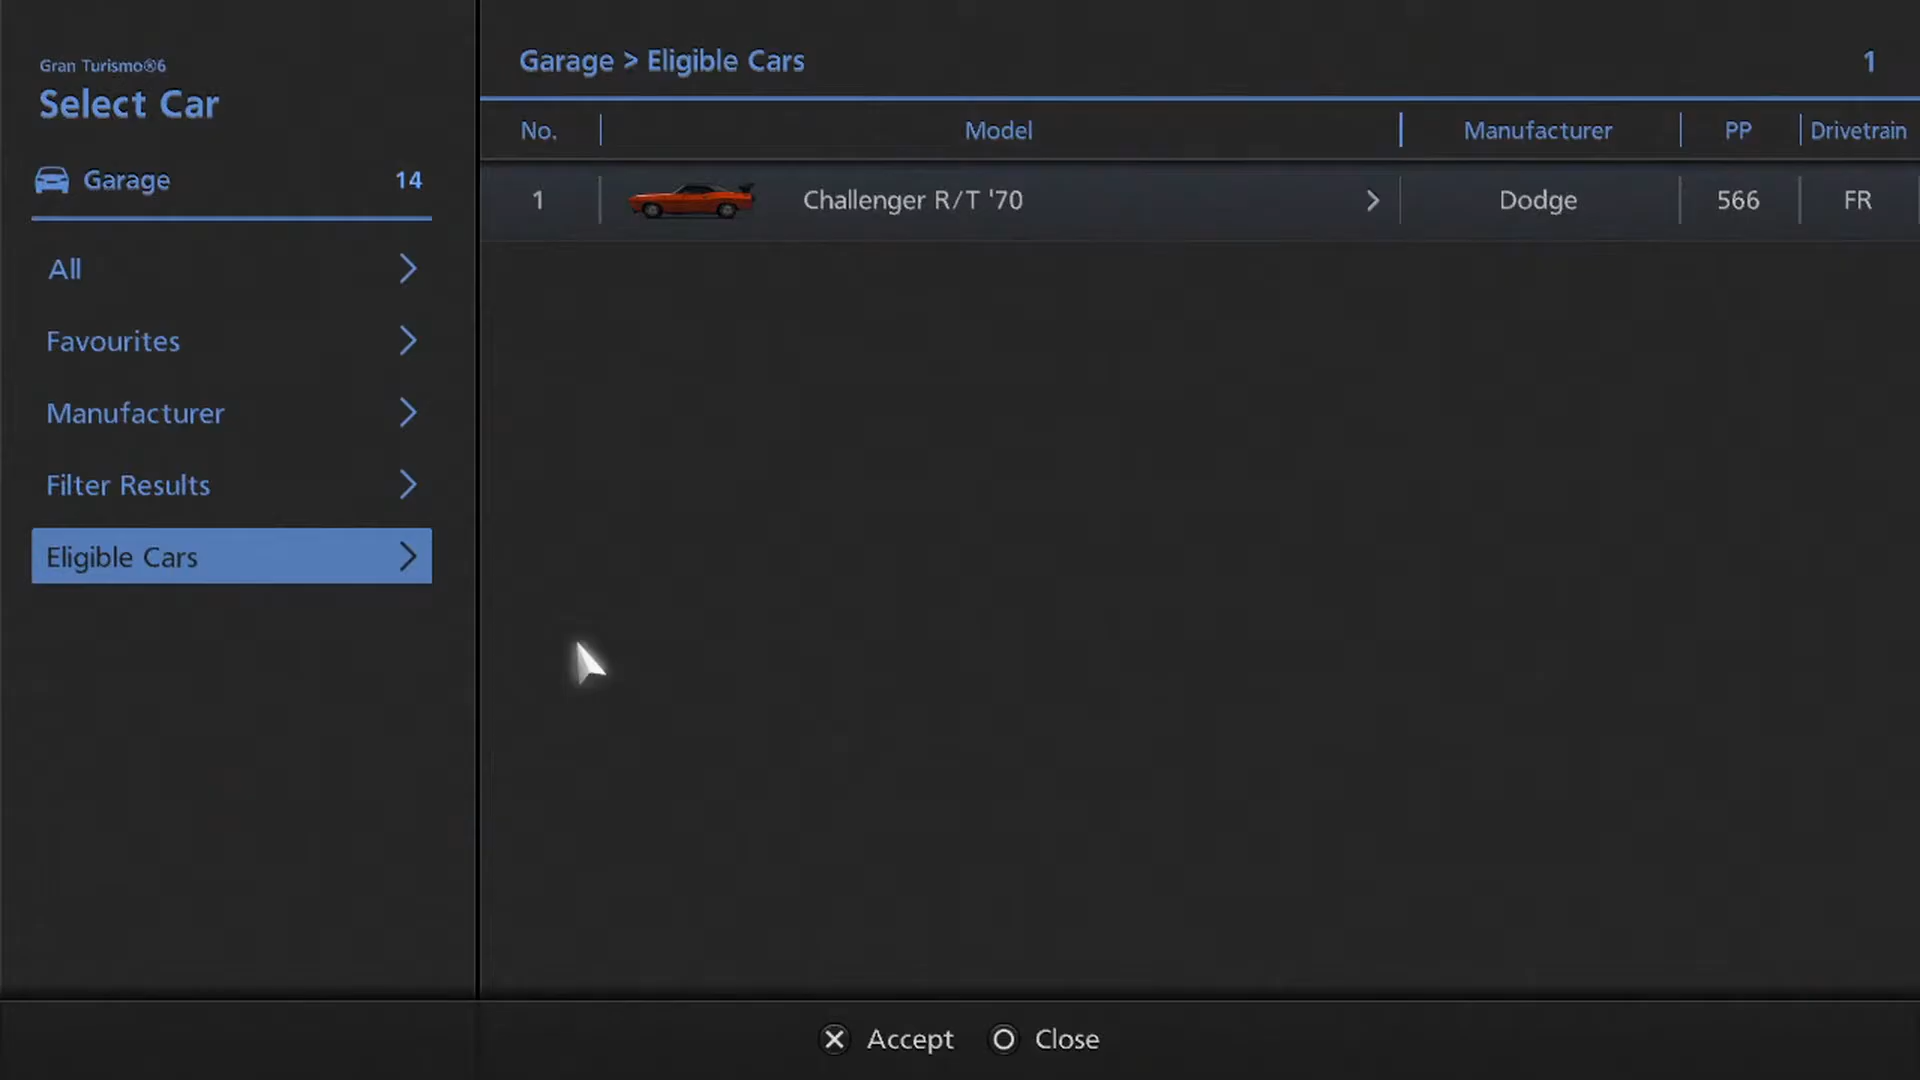 Gran Turismo®6
Select Car
Garage 14
All
Favourites
Manufacturer
Filter Results
Eligible Cars
Garage > Eligible Cars 1
No. Model Manufacturer PP Drivetrain
1 Challenger R/T '70 Dodge 566 FR
Accept Close